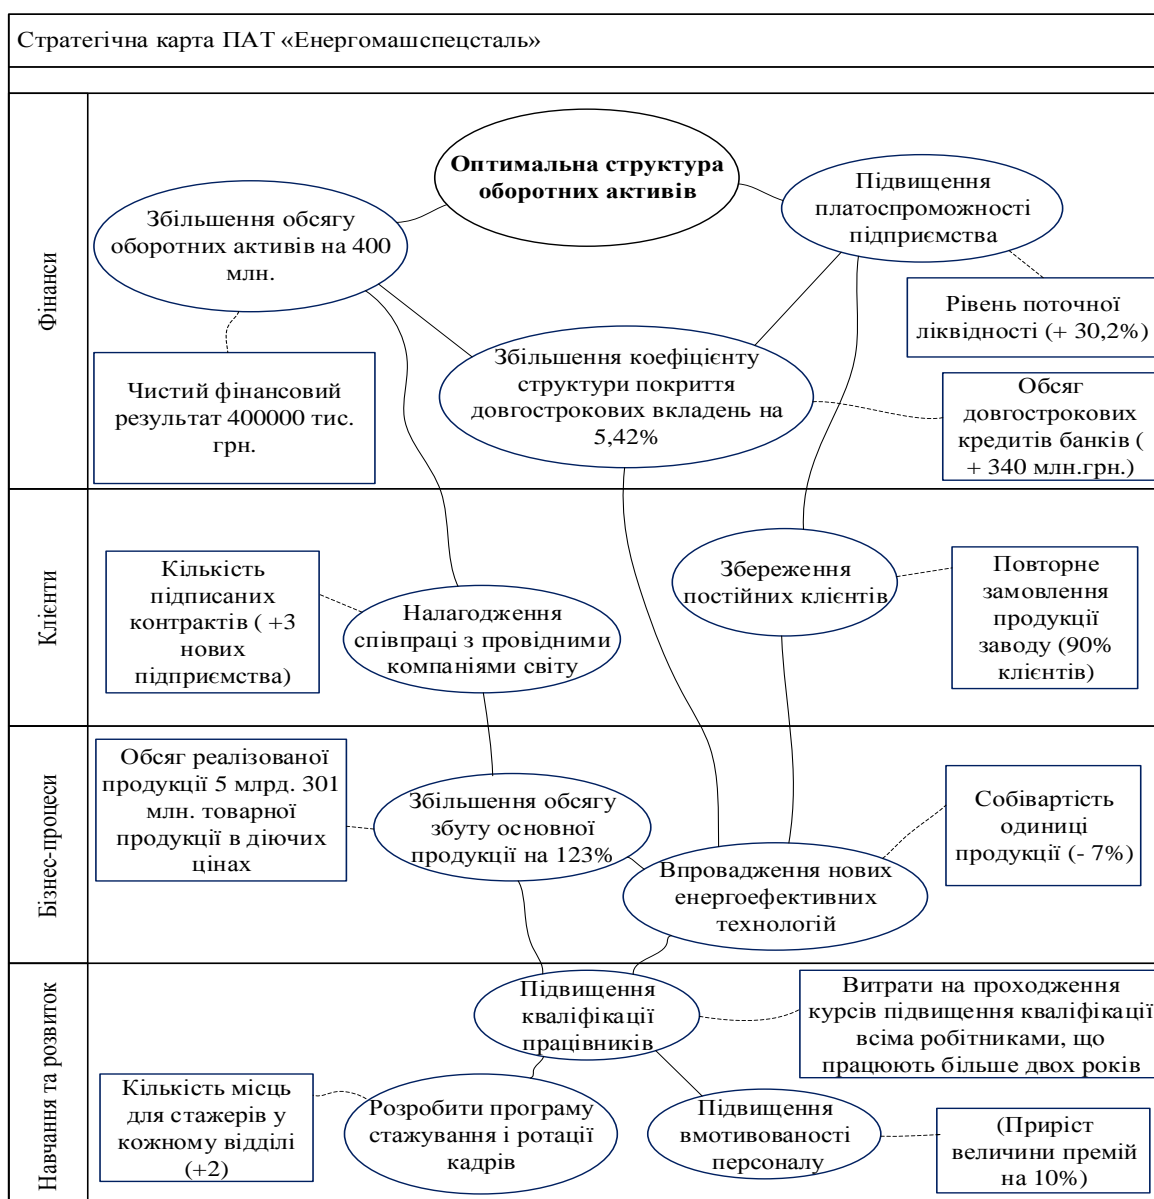 Стратегічна карта ПАТ «Енергомашспецсталь»
Фінанси
Оптимальна структура
оборотних активів
Збільшення обсягу
оборотних активів на 400
млн.
Підвищення
платоспроможності
підприємства
Рівень поточної
ліквідності (+ 30,2%)
Чистий фінансовий
результат 400000 тис.
грн.
Збільшення коефіцієнту
структури покриття
довгострокових вкладень на
5,42%
Обсяг
довгострокових
кредитів банків (
+ 340 млн.грн.)
Клієнти
Кількість
підписаних
контрактів ( +3
нових
підприємства)
Налагодження
співпраці з провідними
компаніями світу
Збереження
постійних клієнтів
Повторне
замовлення
продукції
заводу (90%
клієнтів)
Бізнес-процеси
Обсяг реалізованої
продукції 5 млрд. 301
млн. товарної
продукції в діючих
цінах
Збільшення обсягу
збуту основної
продукції на 123%
Впровадження нових
енергоефективних
технологій
Собівартість
одиниці
продукції (- 7%)
Навчання та розвиток
Підвищення
кваліфікації
працівників
Витрати на проходження
курсів підвищення кваліфікації
всіма робітниками, що
працюють більше двох років
Кількість місць
для стажерів у
кожному відділі
(+2)
Розробити програму
стажування і ротації
кадрів
Підвищення
вмотивованості
персоналу
(Приріст
величини премій
на 10%)